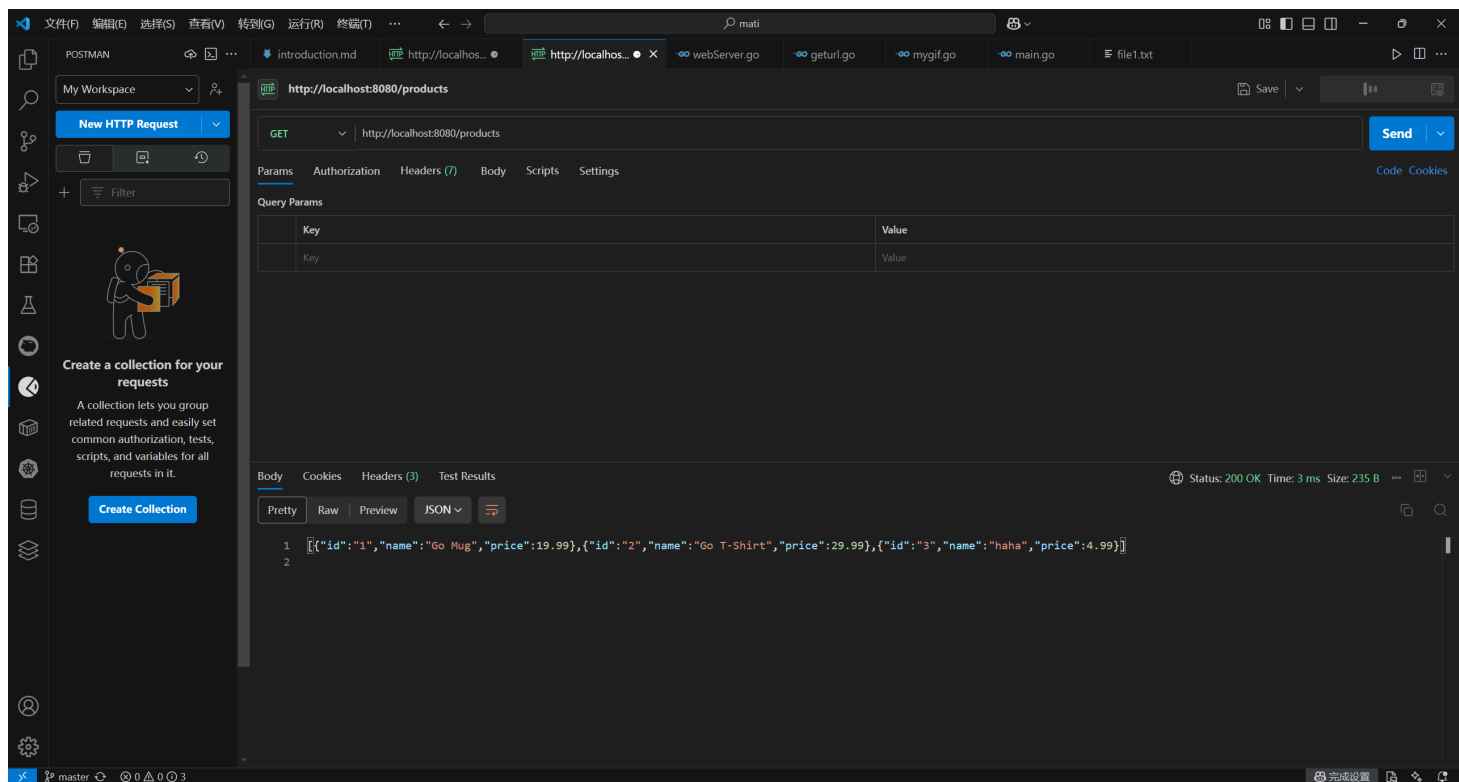 文件(F) 编辑(E) 选择(S) 查看(V) 转到(G) 运行(R) 终端(T) ··· ← → mati
POSTMAN ··· introduction.md http://localhos... ● http://localhos... ● × webServer.go geturl.go mygif.go main.go file1.txt ···
My Workspace
New HTTP Request
Filter
Create a collection for your
requests
A collection lets you group
related requests and easily set
common authorization, tests,
scripts, and variables for all
requests in it.
Create Collection
HTTP http://localhost:8080/products Save
GET http://localhost:8080/products Send
Params Authorization Headers (7) Body Scripts Settings Code Cookies
Query Params
Key Value
Key Value
Body Cookies Headers (3) Test Results Status: 200 OK Time: 3 ms Size: 235 B
Pretty Raw Preview JSON
1 [{"id":"1","name":"Go Mug","price":19.99},{"id":"2","name":"Go T-Shirt","price":29.99},{"id":"3","name":"haha","price":4.99}]
2
master 0 0 3 完成设置